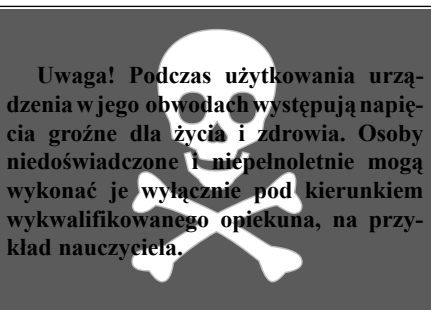 Uwaga! Podczas użytkowania urzą-
dzenia w jego obwodach występują napię-
cia groźne dla życia i zdrowia. Osoby
niedoświadczone i niepełnoletnie mogą
wykonać je wyłącznie pod kierunkiem
wykwalifikowanego opiekuna, na przy-
kład nauczyciela.